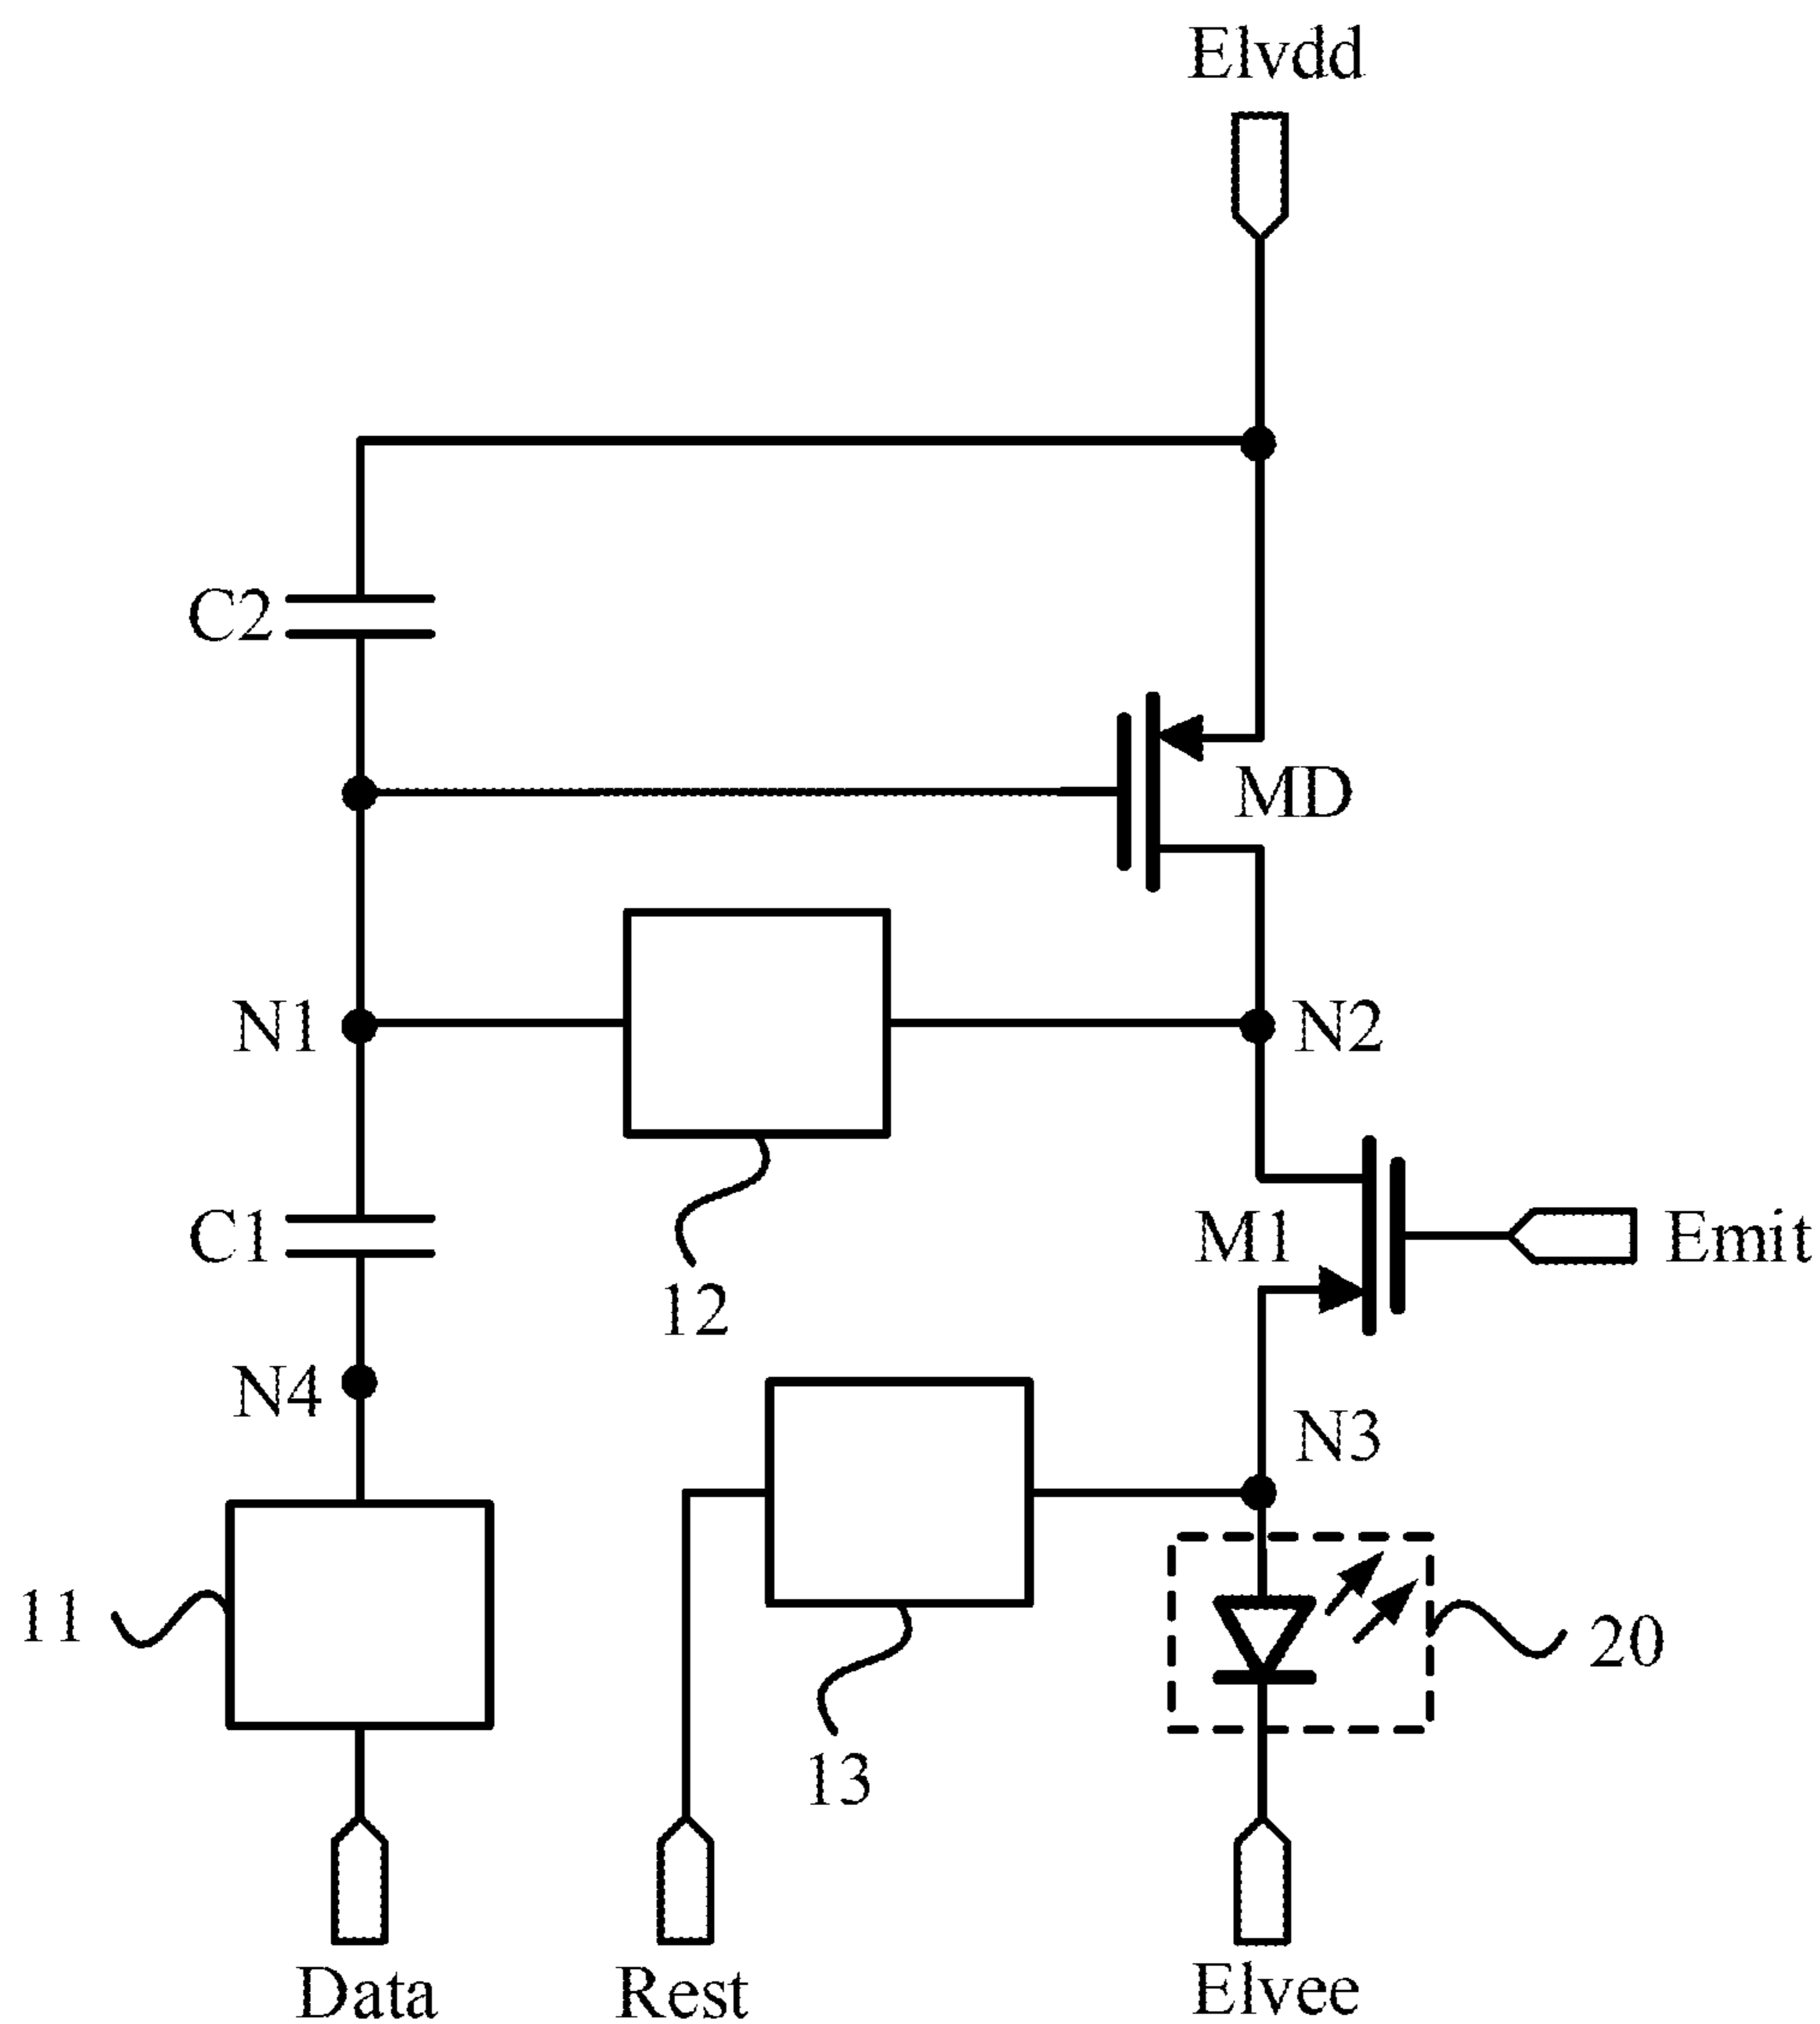 Elvdd
C2
MD
N1
N2
C1
M1
Emit
12
N4
N3
11
20
13
Data
Rest
Elvee